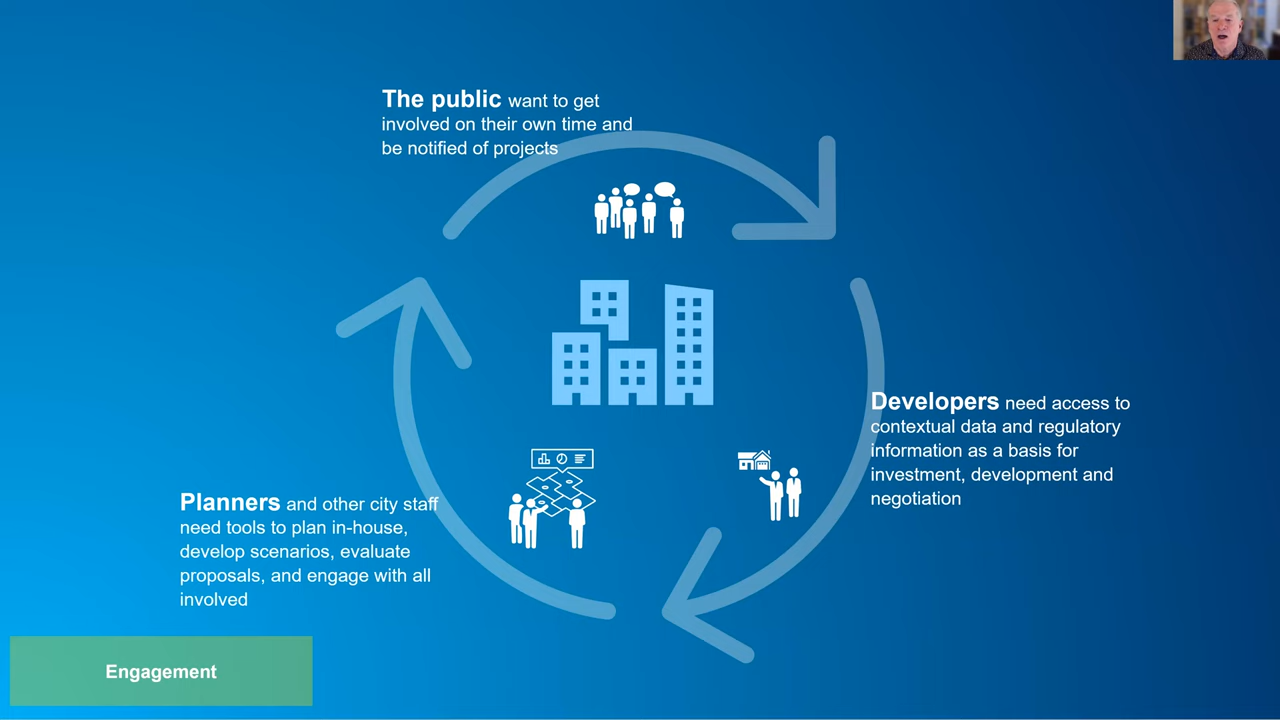 The public want to get
involved on their own time and
be notified of projects
Developers need access to
contextual data and regulatory
information as a basis for
investment, development and
negotiation
Planners and other city staff
need tools to plan in-house,
develop scenarios, evaluate
proposals, and engage with all
involved
Engagement